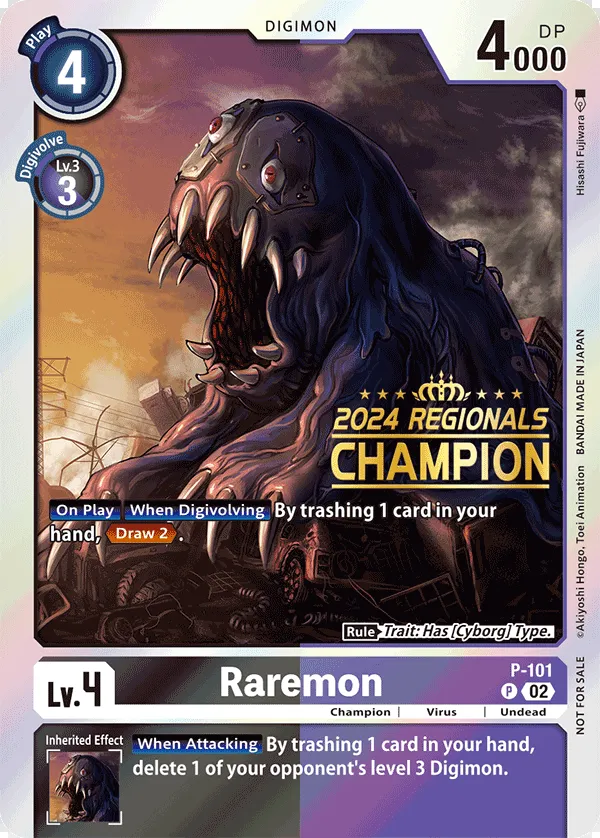 DIGIMON
Play
4
DP
4000
Digivolve
Lv.3
3
Hisashi Fujiwara
2024 REGIONALS
CHAMPION
On Play When Digivolving By trashing 1 card in your
hand, Draw 2.
Rule Trait: Has [Cyborg] Type.
©Akiyoshi Hongo, Toei Animation BANDAI MADE IN JAPAN
NOT FOR SALE
Lv.4
Raremon
P-101
P 02
Champion | Virus | Undead
Inherited Effect
When Attacking By trashing 1 card in your hand,
delete 1 of your opponent's level 3 Digimon.